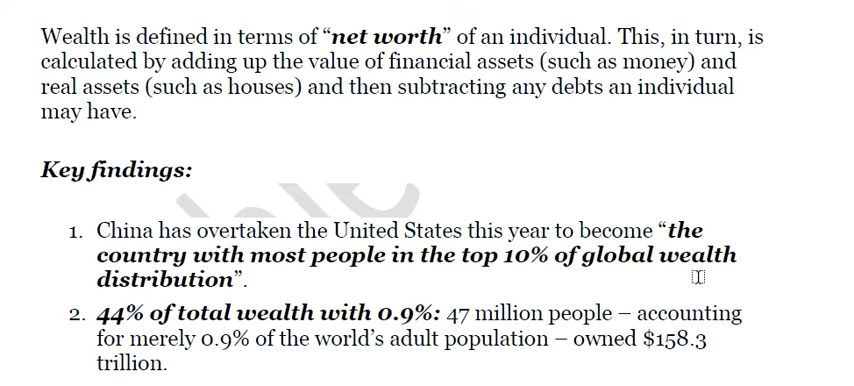 Wealth is defined in terms of “net worth” of an individual. This, in turn, is
calculated by adding up the value of financial assets (such as money) and
real assets (such as houses) and then subtracting any debts an individual
may have.
Key findings:
1. China has overtaken the United States this year to become “the
country with most people in the top 10% of global wealth
distribution”.
2. 44% of total wealth with 0.9%: 47 million people – accounting
for merely 0.9% of the world’s adult population – owned $158.3
trillion.